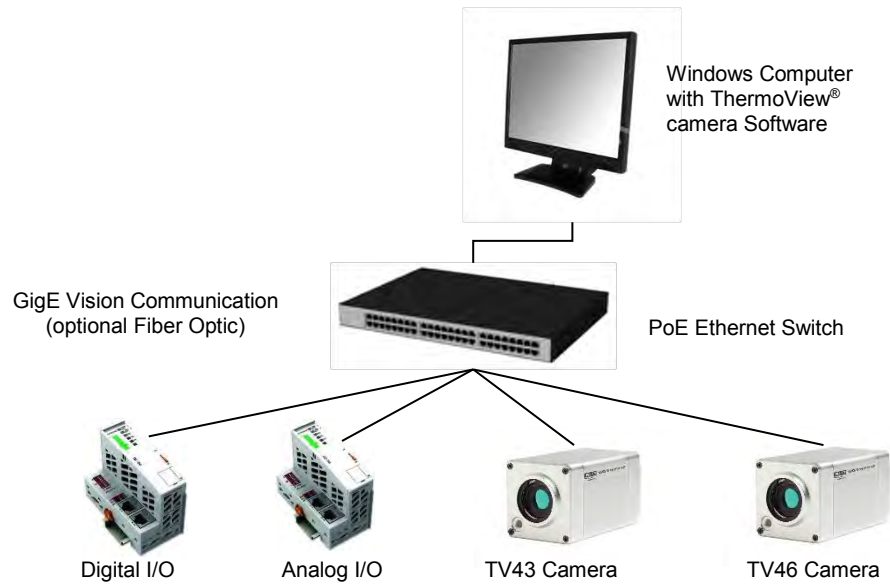 Windows Computer
with ThermoView®
camera Software
GigE Vision Communication
(optional Fiber Optic)
PoE Ethernet Switch
Digital I/O
Analog I/O
TV43 Camera
TV46 Camera